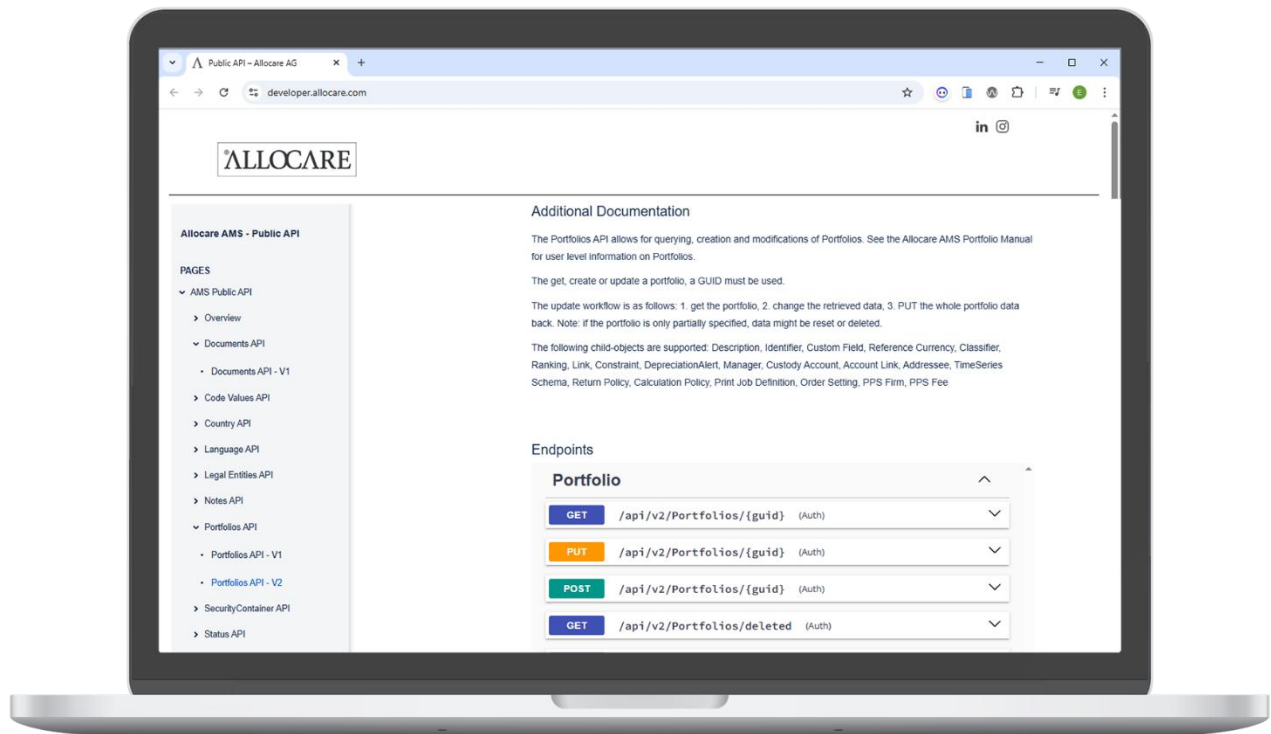 Public API – Allocare AG
developer.allocare.com
E
in
ALLOCARE
Allocare AMS - Public API
PAGES
AMS Public API
Overview
Documents API
Documents API - V1
Code Values API
Country API
Language API
Legal Entities API
Notes API
Portfolios API
Portfolios API - V1
Portfolios API - V2
SecurityContainer API
Status API
Additional Documentation
The Portfolios API allows for querying, creation and modifications of Portfolios. See the Allocare AMS Portfolio Manual
for user level information on Portfolios.
The get, create or update a portfolio, a GUID must be used.
The update workflow is as follows: 1. get the portfolio, 2. change the retrieved data, 3. PUT the whole portfolio data
back. Note: if the portfolio is only partially specified, data might be reset or deleted.
The following child-objects are supported: Description, Identifier, Custom Field, Reference Currency, Classifier,
Ranking, Link, Constraint, DepreciationAlert, Manager, Custody Account, Account Link, Addressee, TimeSeries
Schema, Return Policy, Calculation Policy, Print Job Definition, Order Setting, PPS Firm, PPS Fee
Endpoints
Portfolio
GET /api/v2/Portfolios/{guid} (Auth)
PUT /api/v2/Portfolios/{guid} (Auth)
POST /api/v2/Portfolios/{guid} (Auth)
GET /api/v2/Portfolios/deleted (Auth)